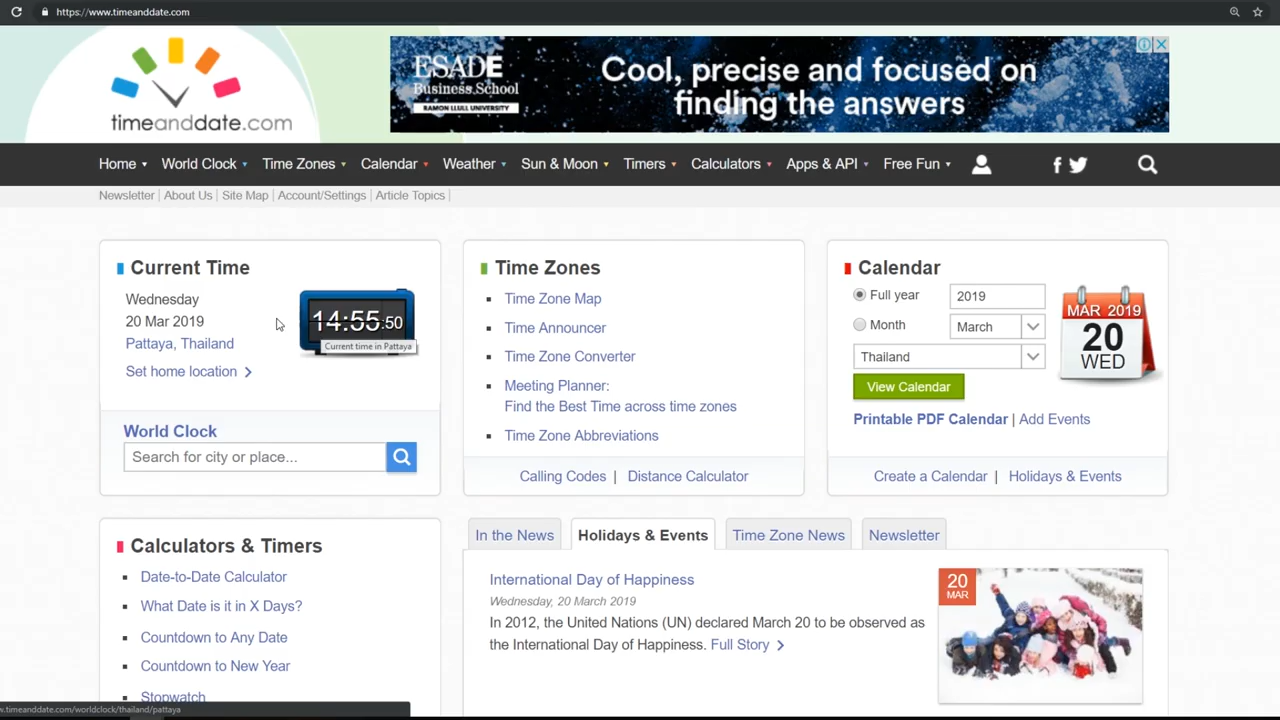 https://www.timeanddate.com
timeanddate.com
ESADE
Business School
RAMON LLULL UNIVERSITY
Cool, precise and focused on
finding the answers
Home World Clock Time Zones Calendar Weather Sun & Moon Timers Calculators Apps & API Free Fun
Newsletter | About Us | Site Map | Account/Settings | Article Topics |
Current Time
Wednesday
20 Mar 2019
Pattaya, Thailand
Set home location
14:55:50
Current time in Pattaya
World Clock
Search for city or place...
Time Zones
Time Zone Map
Time Announcer
Time Zone Converter
Meeting Planner:
Find the Best Time across time zones
Time Zone Abbreviations
Calling Codes | Distance Calculator
Calendar
Full year 2019
Month March
Thailand
View Calendar
MAR 2019
20
WED
Printable PDF Calendar | Add Events
Create a Calendar | Holidays & Events
Calculators & Timers
Date-to-Date Calculator
What Date is it in X Days?
Countdown to Any Date
Countdown to New Year
Stopwatch
In the News Holidays & Events Time Zone News Newsletter
International Day of Happiness
Wednesday, 20 March 2019
In 2012, the United Nations (UN) declared March 20 to be observed as
the International Day of Happiness. Full Story
20
MAR
w.timeanddate.com/worldclock/thailand/pattaya